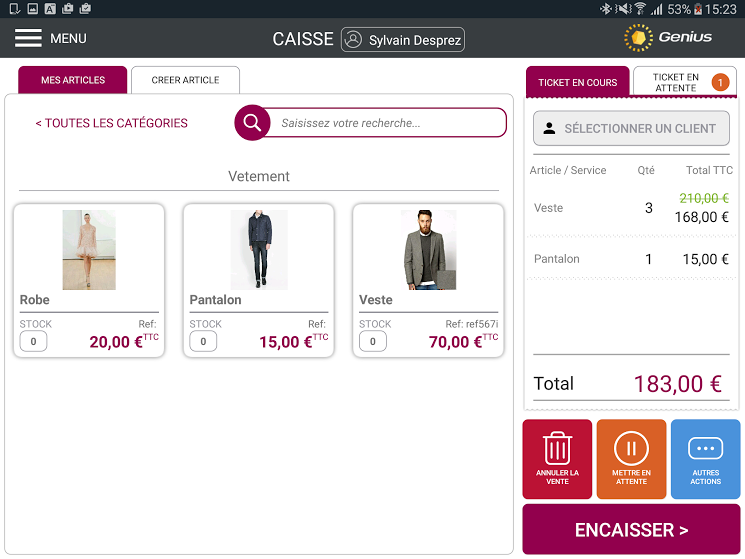 53% 15:23
MENU
CAISSE
Sylvain Desprez
Genius
MES ARTICLES
CREER ARTICLE
< TOUTES LES CATÉGORIES
Saisissez votre recherche...
Vetement
Robe
STOCK
Ref:
0
20,00 €TTC
Pantalon
STOCK
Ref:
0
15,00 €TTC
Veste
STOCK
Ref: ref567i
0
70,00 €TTC
TICKET EN COURS
TICKET EN
ATTENTE
1
SÉLECTIONNER UN CLIENT
Article / Service Qté Total TTC
210,00 €
Veste 3 168,00 €
Pantalon 1 15,00 €
Total 183,00 €
ANNULER LA
VENTE
METTRE EN
ATTENTE
AUTRES
ACTIONS
ENCAISSER >